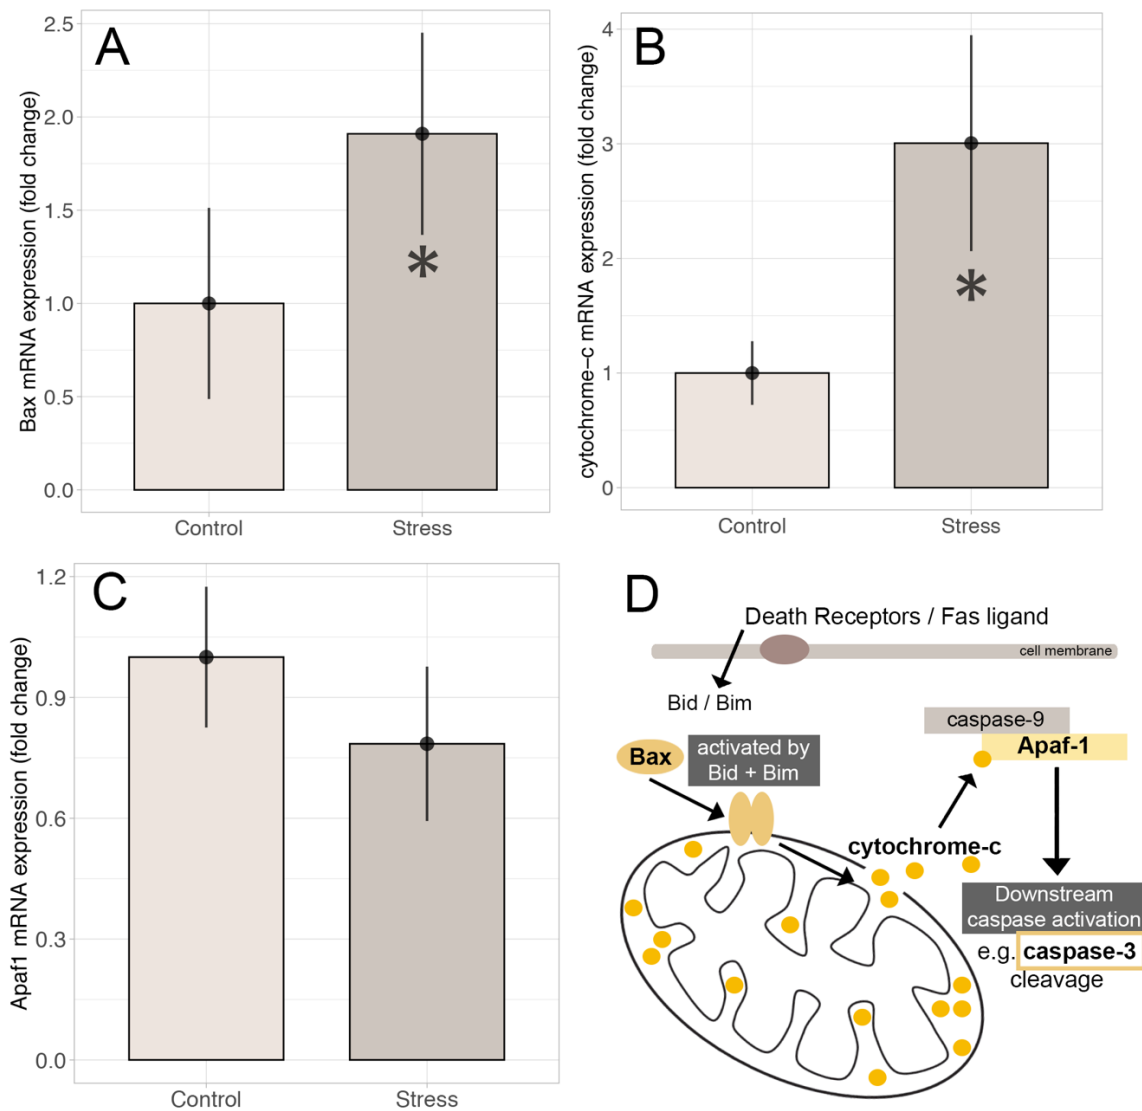 A
Bax mRNA expression (fold change)
2.5
2.0
1.5
1.0
0.5
0.0
*
Control
Stress
B
cytochrome-c mRNA expression (fold change)
4
3
2
1
0
*
Control
Stress
C
Apaf1 mRNA expression (fold change)
1.2
0.9
0.6
0.3
0.0
Control
Stress
D
Death Receptors / Fas ligand
cell membrane
Bid / Bim
caspase-9
Apaf-1
Bax
activated by
Bid + Bim
cytochrome-c
Downstream
caspase activation
e.g. caspase-3
cleavage